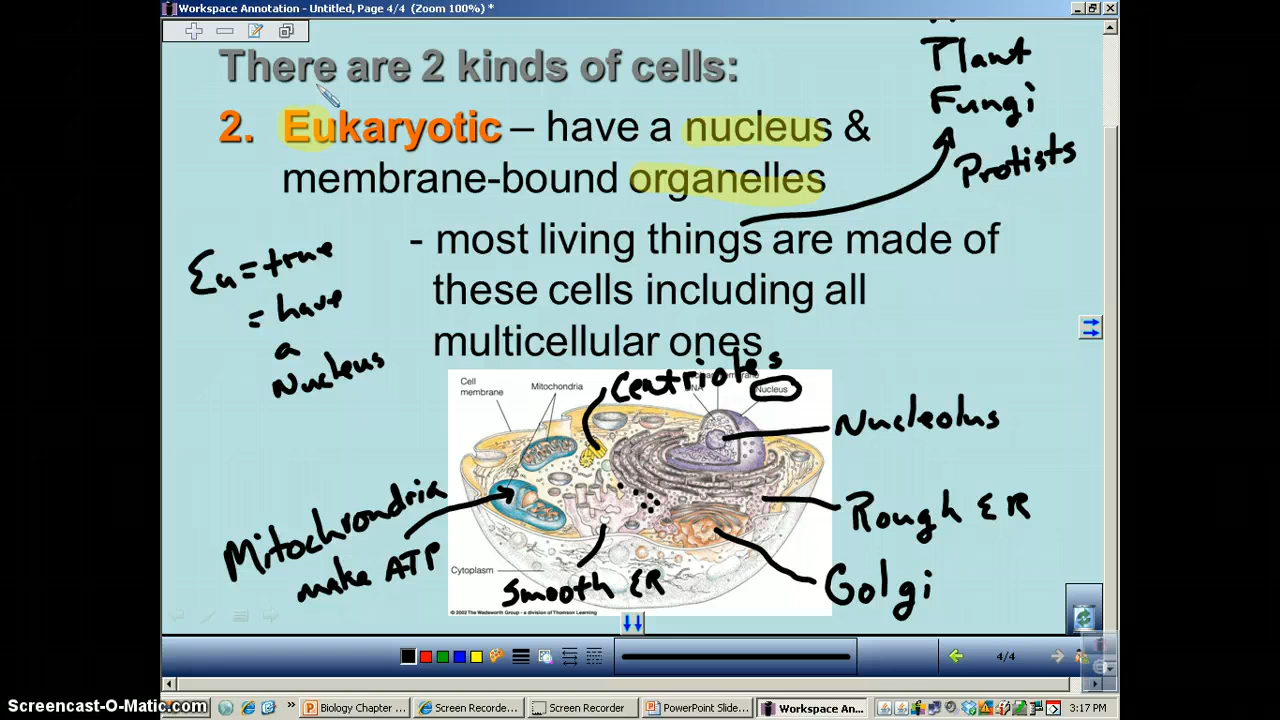 Workspace Annotation - Untitled, Page 4/4 (Zoom 100%) *
There are 2 kinds of cells:
2. Eukaryotic – have a nucleus &
membrane-bound organelles
- most living things are made of
these cells including all
multicellular ones
Plant
Fungi
Protists
Eu = true
= have
a
Nucleus
Cell
membrane
Mitochondria
Centrioles
Nucleus
Nucleolus
Rough ER
Golgi
Smooth ER
Mitochrondria
make ATP
Cytoplasm
© 2002 The Wadsworth Group - a division of Thomson Learning
4/4
Screencast-O-Matic.com
Biology Chapter ...
Screen Recorde...
Screen Recorder
PowerPoint Slide...
Workspace An...
3:17 PM